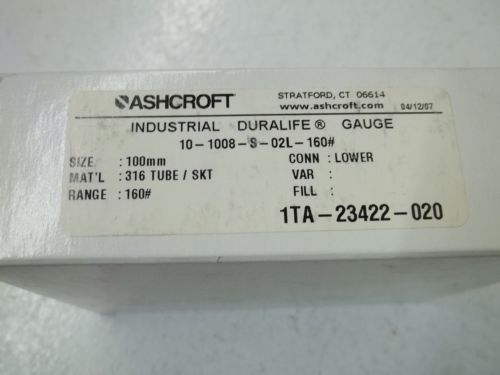 ASHCROFT
STRATFORD, CT 06614
www.ashcroft.com 04/12/07
INDUSTRIAL DURALIFE® GAUGE
10-1008-S-02L-160#
SIZE : 100mm CONN : LOWER
MAT'L : 316 TUBE / SKT VAR :
RANGE : 160# FILL :
1TA-23422-020